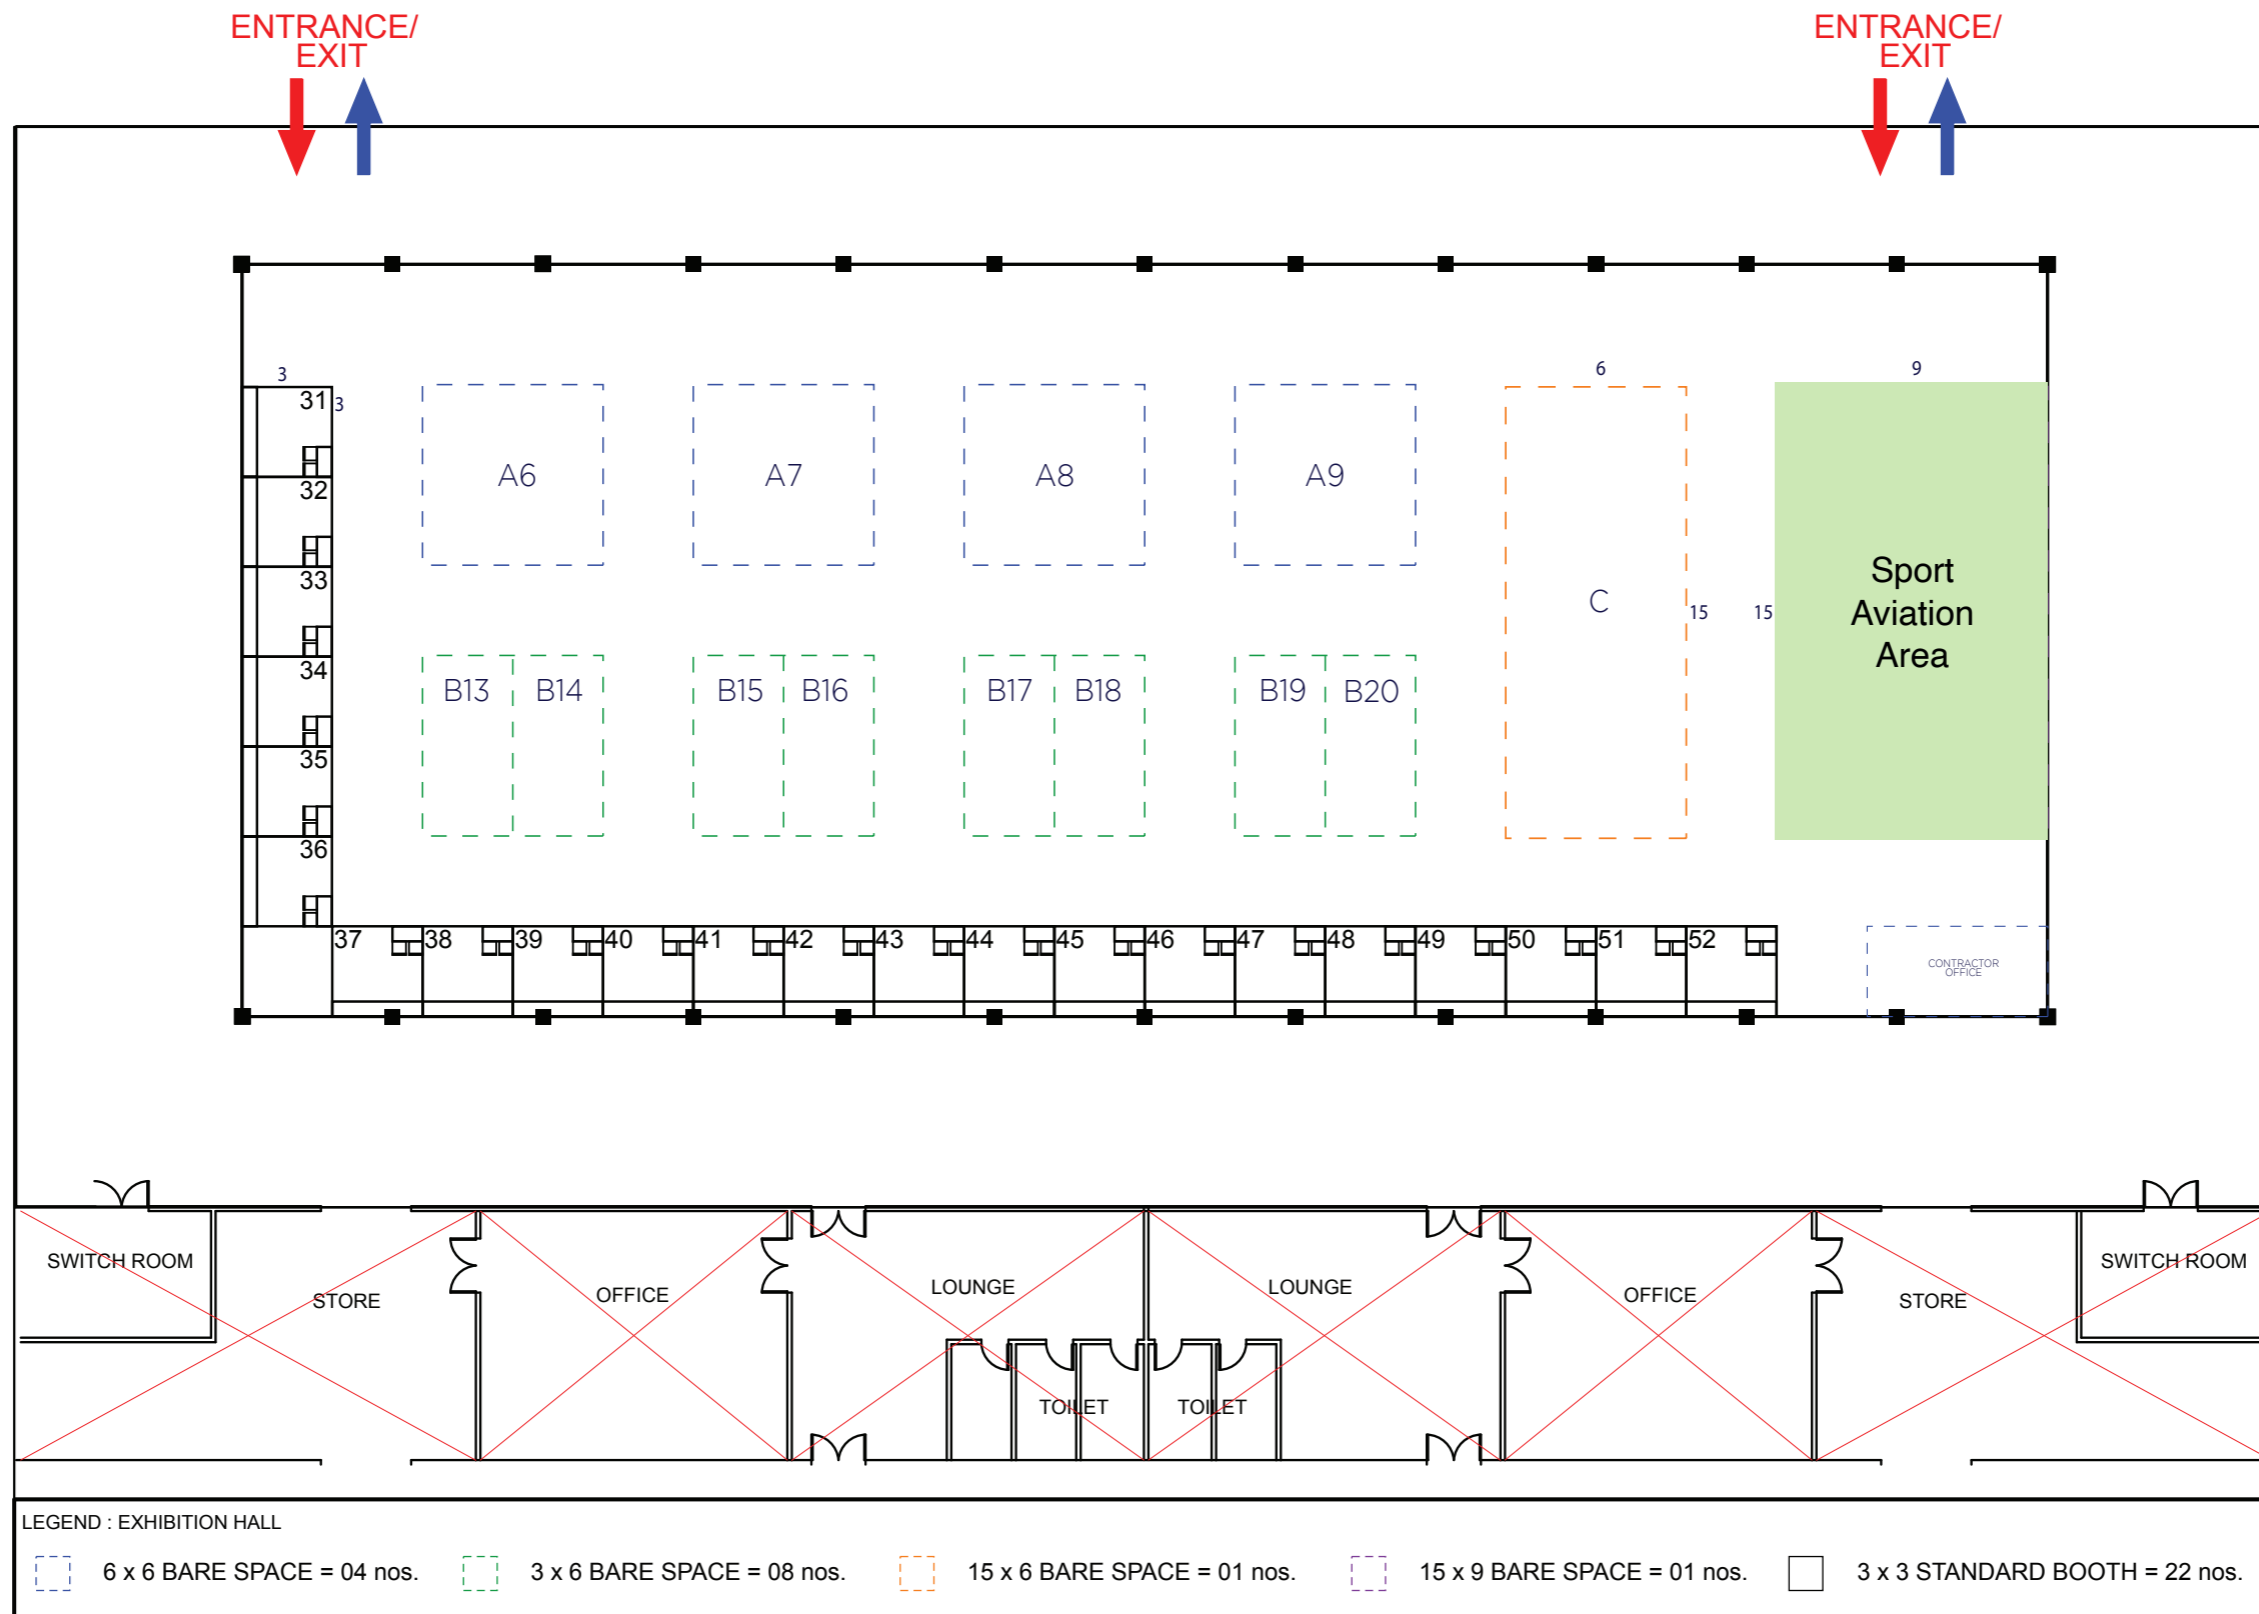 ENTRANCE/
EXIT
ENTRANCE/
EXIT
3
6
9
31
3
32
33
34
35
36
A6
A7
A8
A9
C
15
15
Sport
Aviation
Area
B13
B14
B15
B16
B17
B18
B19
B20
37
38
39
40
41
42
43
44
45
46
47
48
49
50
51
52
CONTRACTOR
OFFICE
SWITCH ROOM
STORE
OFFICE
LOUNGE
LOUNGE
OFFICE
STORE
SWITCH ROOM
TOILET
TOILET
LEGEND : EXHIBITION HALL
6 x 6 BARE SPACE = 04 nos.
3 x 6 BARE SPACE = 08 nos.
15 x 6 BARE SPACE = 01 nos.
15 x 9 BARE SPACE = 01 nos.
3 x 3 STANDARD BOOTH = 22 nos.